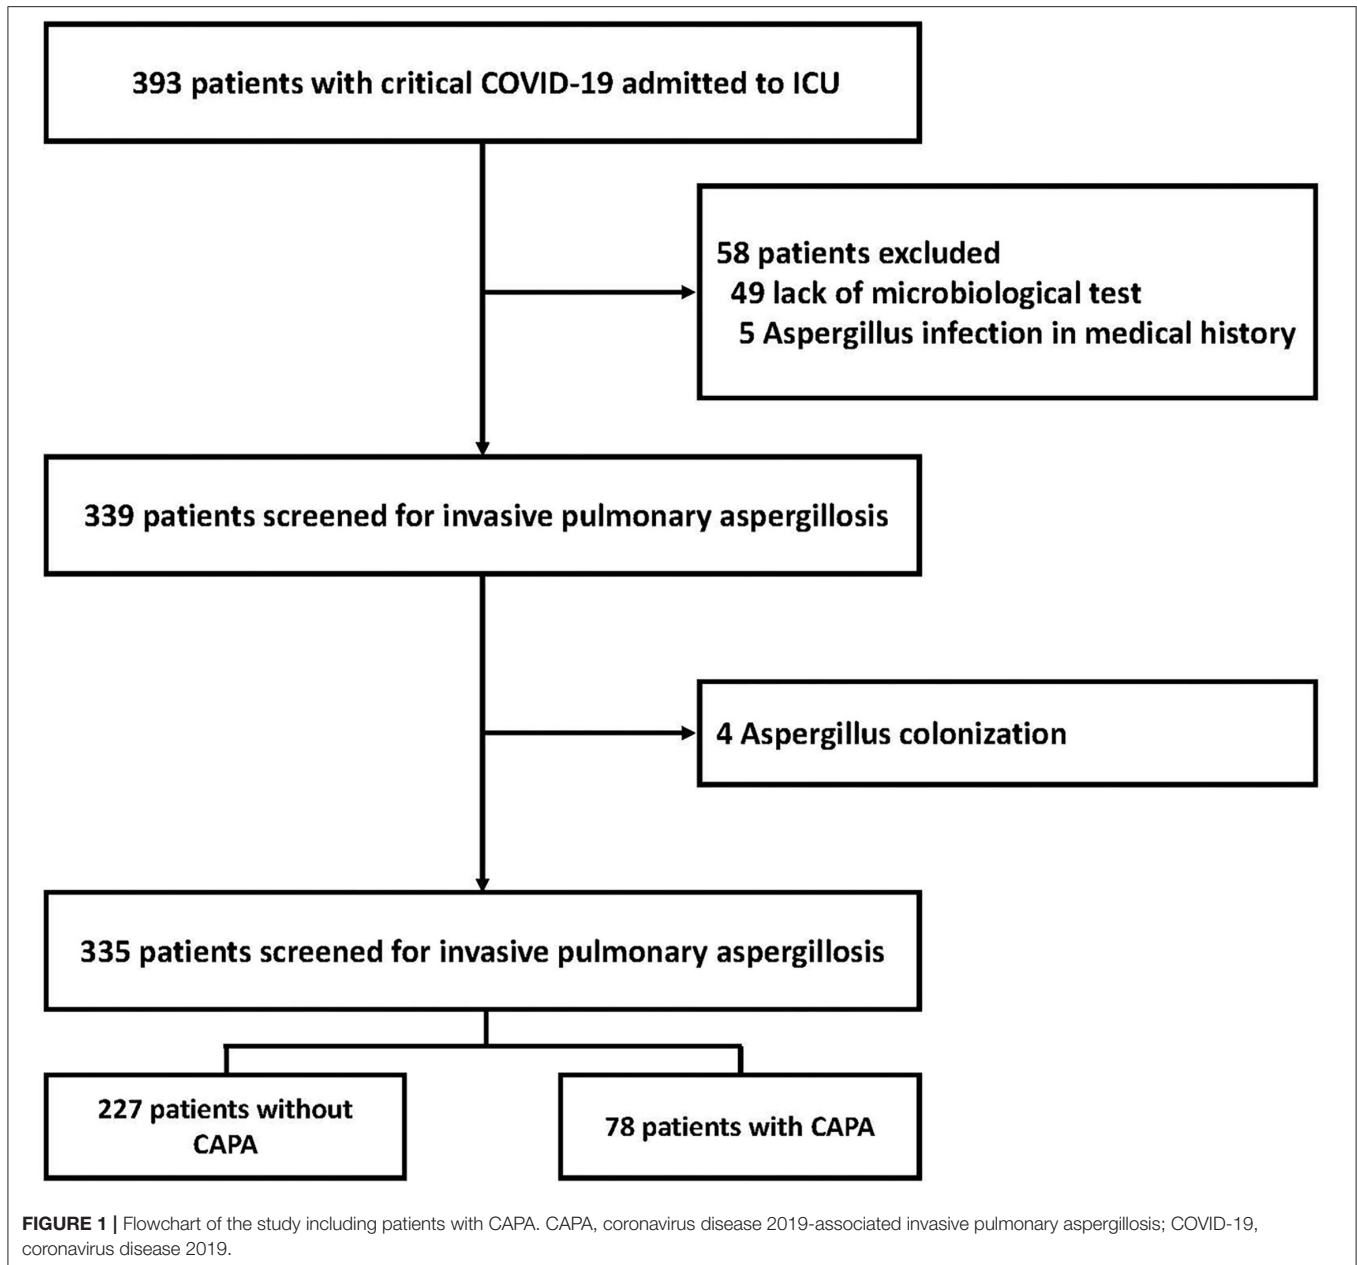 393 patients with critical COVID-19 admitted to ICU
58 patients excluded
49 lack of microbiological test
5 Aspergillus infection in medical history
339 patients screened for invasive pulmonary aspergillosis
4 Aspergillus colonization
335 patients screened for invasive pulmonary aspergillosis
227 patients without
CAPA
78 patients with CAPA
FIGURE 1 | Flowchart of the study including patients with CAPA. CAPA, coronavirus disease 2019-associated invasive pulmonary aspergillosis; COVID-19,
coronavirus disease 2019.